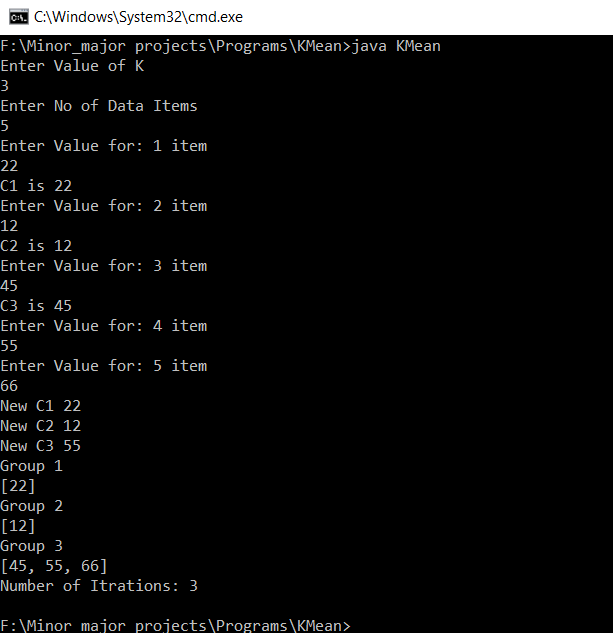 C:\Windows\System32\cmd.exe
F:\Minor_major projects\Programs\KMean>java KMean
Enter Value of K
3
Enter No of Data Items
5
Enter Value for: 1 item
22
C1 is 22
Enter Value for: 2 item
12
C2 is 12
Enter Value for: 3 item
45
C3 is 45
Enter Value for: 4 item
55
Enter Value for: 5 item
66
New C1 22
New C2 12
New C3 55
Group 1
[22]
Group 2
[12]
Group 3
[45, 55, 66]
Number of Itrations: 3
F:\Minor_major projects\Programs\KMean>